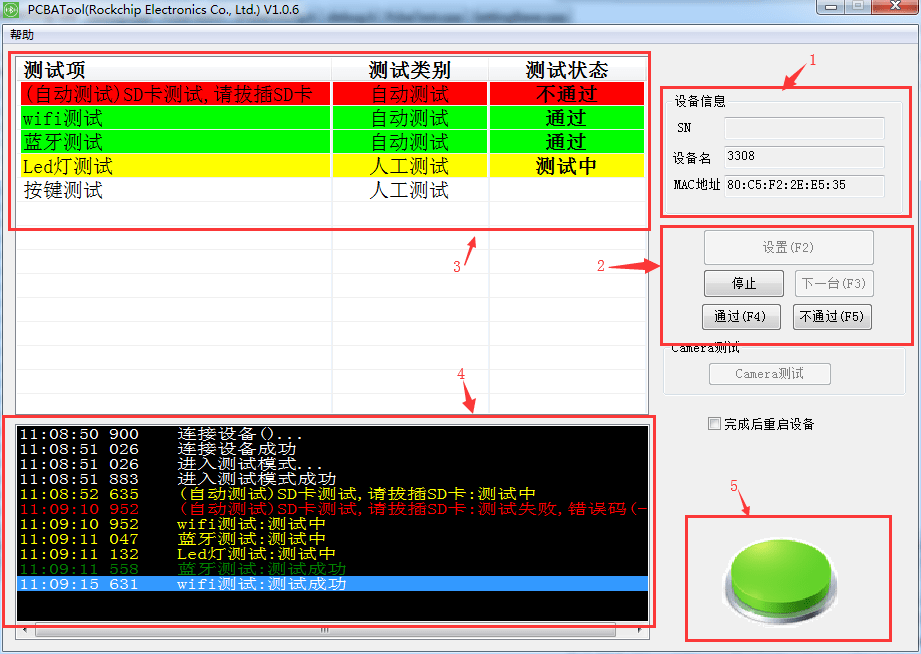 PCBATool(Rockchip Electronics Co., Ltd.) V1.0.6
帮助
测试项 测试类别 测试状态
(自动测试)SD卡测试,请拔插SD卡 自动测试 不通过
wifi测试 自动测试 通过
蓝牙测试 自动测试 通过
Led灯测试 人工测试 测试中
按键测试 人工测试
3
1
设备信息
SN
设备名 3308
MAC地址 80:C5:F2:2E:E5:35
2
设置(F2)
停止 下一台(F3)
通过(F4) 不通过(F5)
Camera测试
Camera测试
完成后重启设备
4
11:08:50 900 连接设备()...
11:08:51 026 连接设备成功
11:08:51 026 进入测试模式...
11:08:51 883 进入测试模式成功
11:08:52 635 (自动测试)SD卡测试,请拔插SD卡:测试中
11:09:10 952 (自动测试)SD卡测试,请拔插SD卡:测试失败,错误码(-
11:09:10 952 wifi测试:测试中
11:09:11 047 蓝牙测试:测试中
11:09:11 132 Led灯测试:测试中
11:09:11 558 蓝牙测试:测试成功
11:09:15 631 wifi测试:测试成功
5